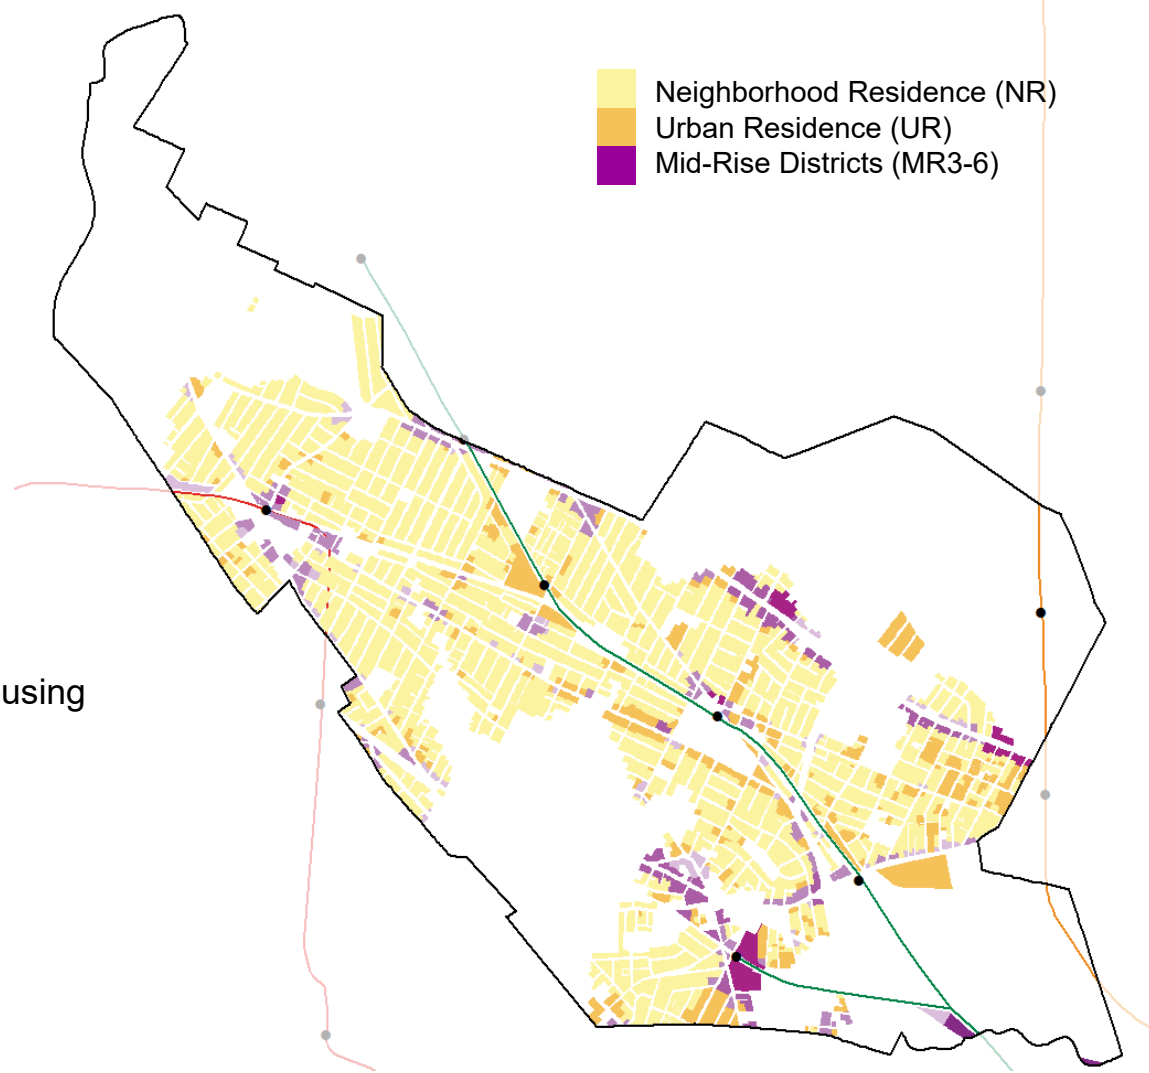 Neighborhood Residence (NR)
Urban Residence (UR)
Mid-Rise Districts (MR3-6)
using